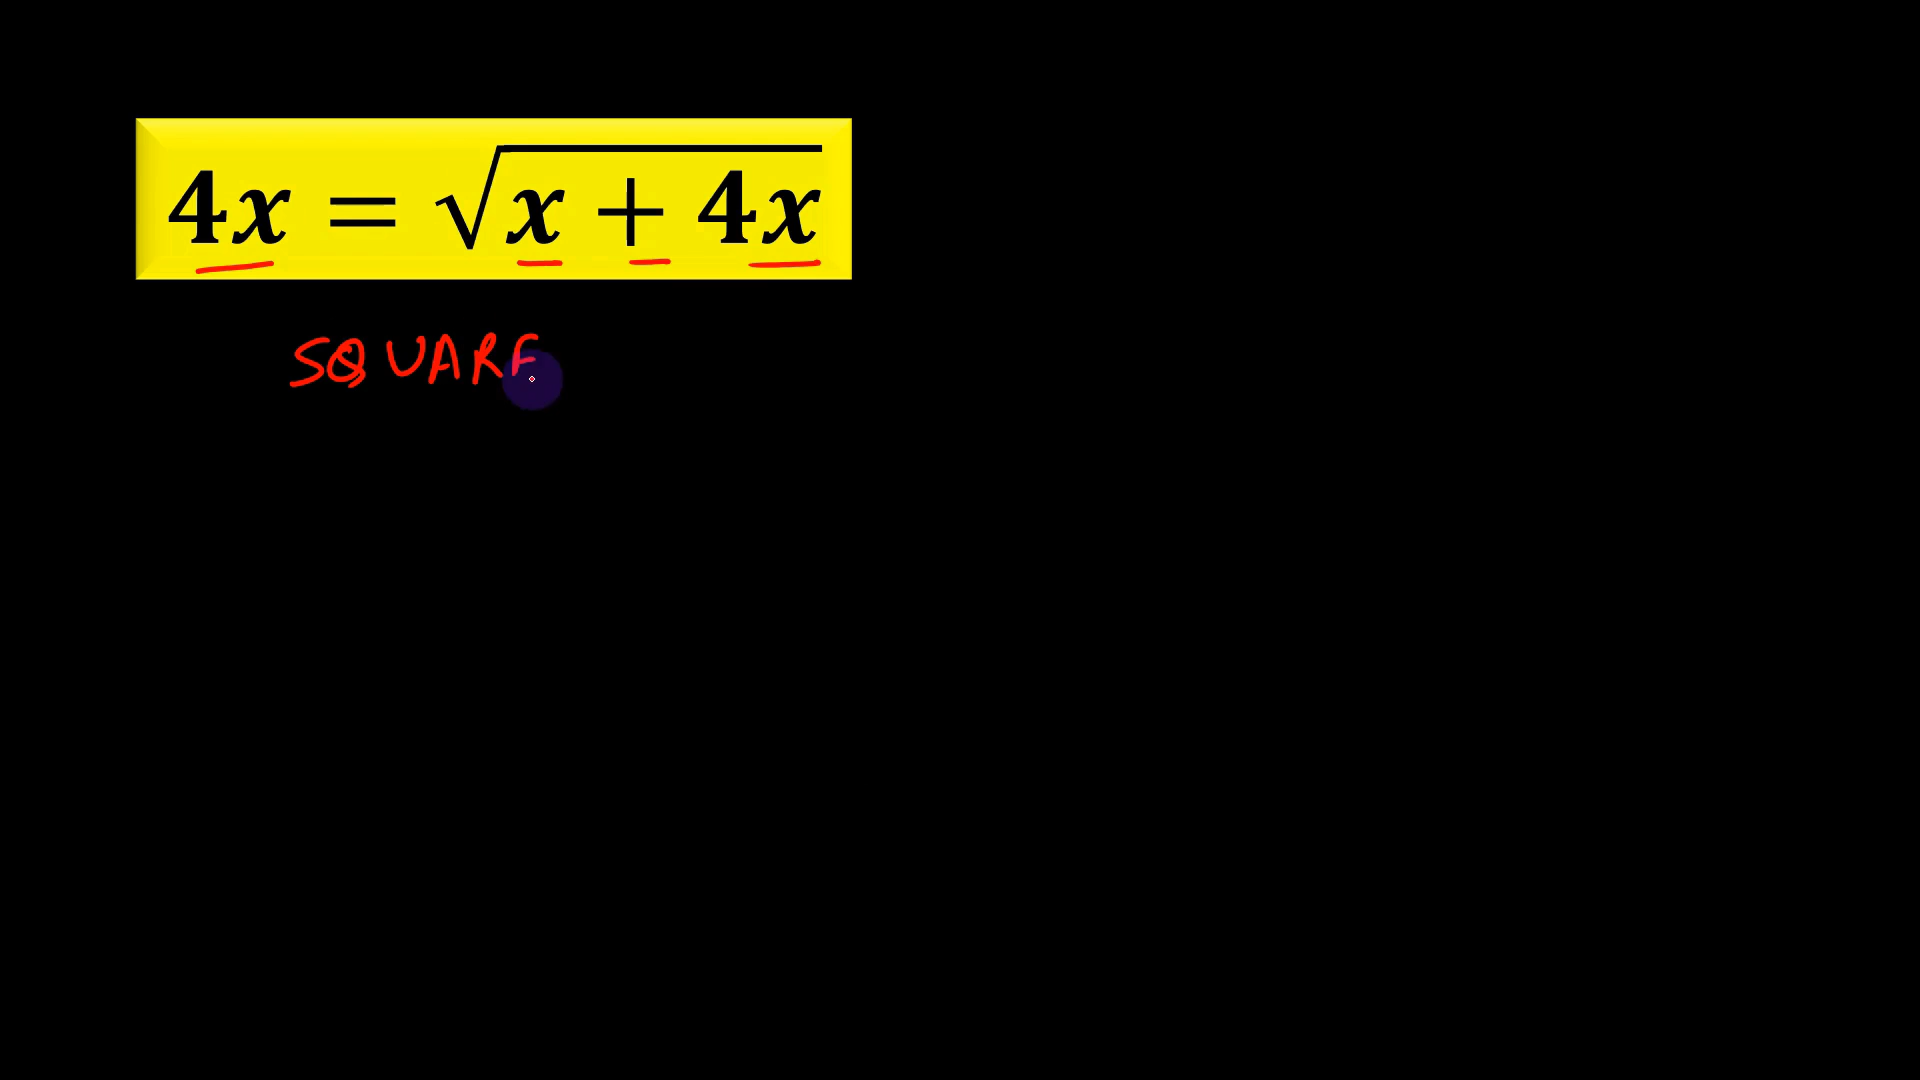 4x = √x + 4x
SQUARE